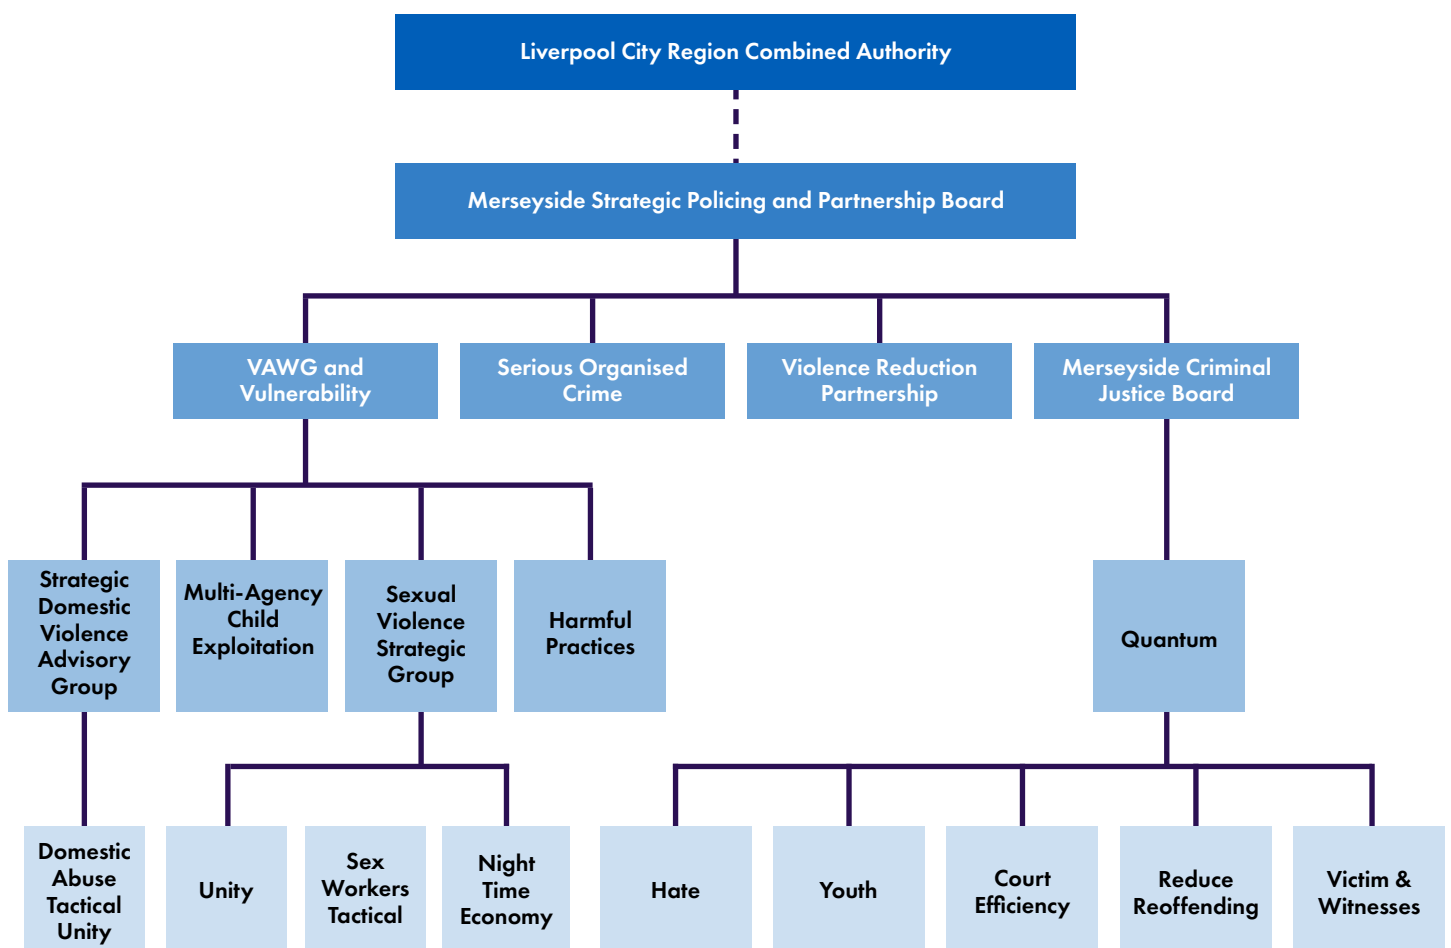 Liverpool City Region Combined Authority
Merseyside Strategic Policing and Partnership Board
VAWG and
Vulnerability
Serious Organised
Crime
Violence Reduction
Partnership
Merseyside Criminal
Justice Board
Strategic
Domestic
Violence
Advisory
Group
Multi-Agency
Child
Exploitation
Sexual
Violence
Strategic
Group
Harmful
Practices
Quantum
Domestic
Abuse
Tactical
Unity
Unity
Sex
Workers
Tactical
Night
Time
Economy
Hate
Youth
Court
Efficiency
Reduce
Reoffending
Victim &
Witnesses